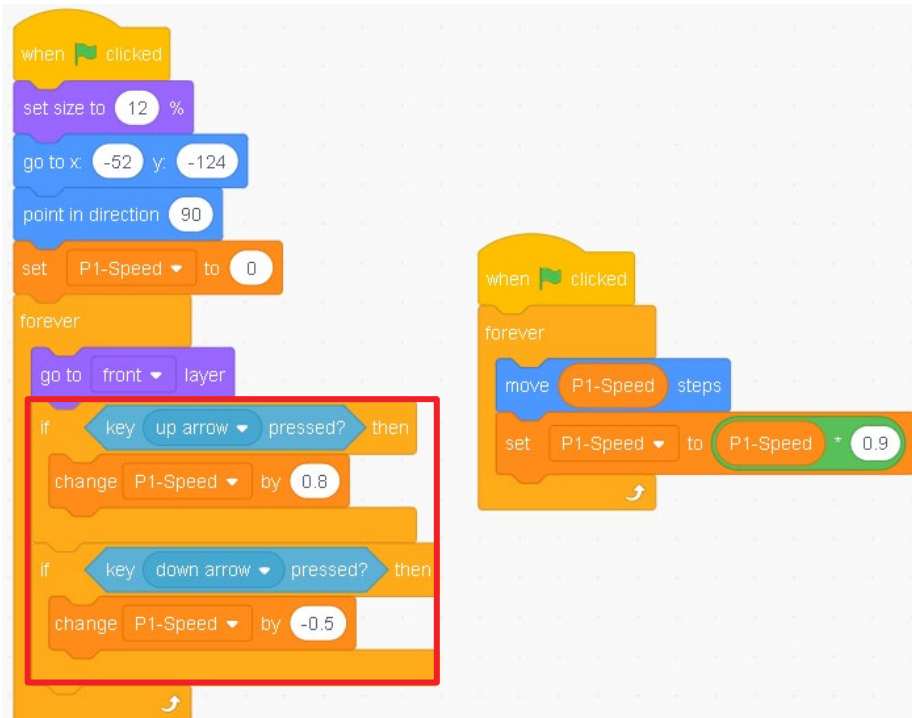 when clicked
set size to 12 %
go to x: -52 y: -124
point in direction 90
set P1-Speed to 0
forever
go to front layer
if key up arrow pressed? then
change P1-Speed by 0.8
if key down arrow pressed? then
change P1-Speed by -0.5
when clicked
forever
move P1-Speed steps
set P1-Speed to P1-Speed * 0.9